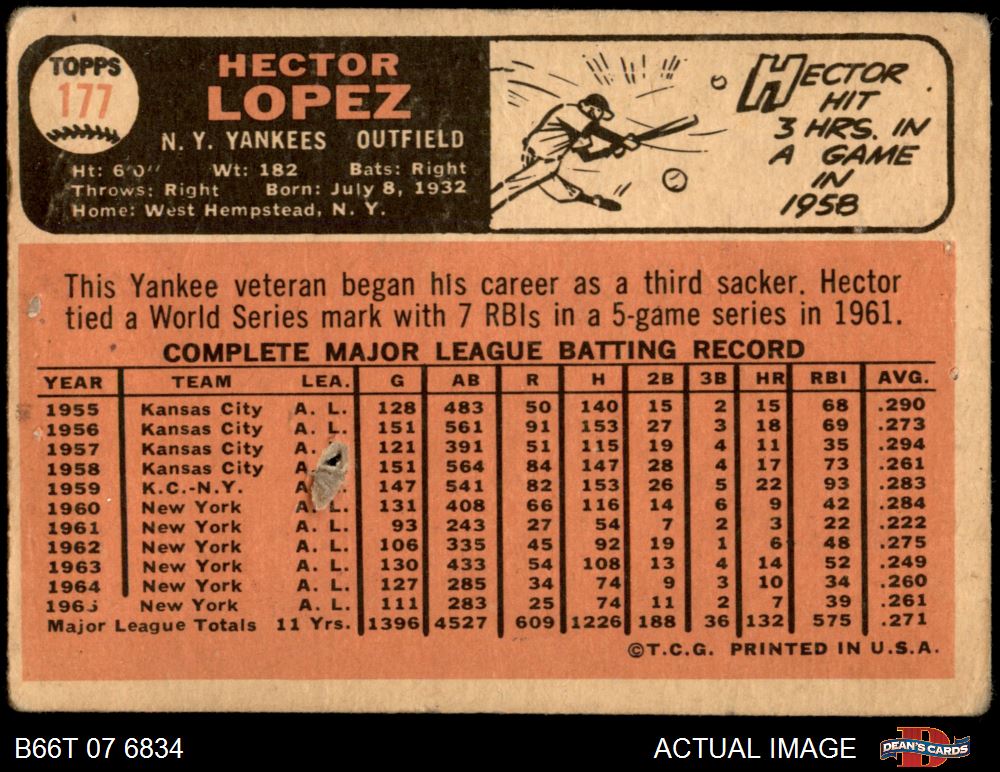 TOPPS
177
HECTOR
LOPEZ
N. Y. YANKEES OUTFIELD
Ht: 6'0" Wt: 182 Bats: Right
Throws: Right Born: July 8, 1932
Home: West Hempstead, N. Y.
HECTOR
HIT
3 HRS. IN
A GAME
IN
1958
This Yankee veteran began his career as a third sacker. Hector
tied a World Series mark with 7 RBIs in a 5-game series in 1961.
COMPLETE MAJOR LEAGUE BATTING RECORD
YEAR TEAM LEA. G AB R H 2B 3B HR RBI AVG.
1955 Kansas City A. L. 128 483 50 140 15 2 15 68 .290
1956 Kansas City A. L. 151 561 91 153 27 3 18 69 .273
1957 Kansas City A. L. 121 391 51 115 19 4 11 35 .294
1958 Kansas City A. 151 564 84 147 28 4 17 73 .261
1959 K.C.-N.Y. A 147 541 82 153 26 5 22 93 .283
1960 New York A. L. 131 408 66 116 14 6 9 42 .284
1961 New York A. L. 93 243 27 54 7 2 3 22 .222
1962 New York A. L. 106 335 45 92 19 1 6 48 .275
1963 New York A. L. 130 433 54 108 13 4 14 52 .249
1964 New York A. L. 127 285 34 74 9 3 10 34 .260
1965 New York A. L. 111 283 25 74 11 2 7 39 .261
Major League Totals 11 Yrs. 1396 4527 609 1226 188 36 132 575 .271
©T.C.G. PRINTED IN U.S.A.
B66T 07 6834 ACTUAL IMAGE
DEAN'S CARDS